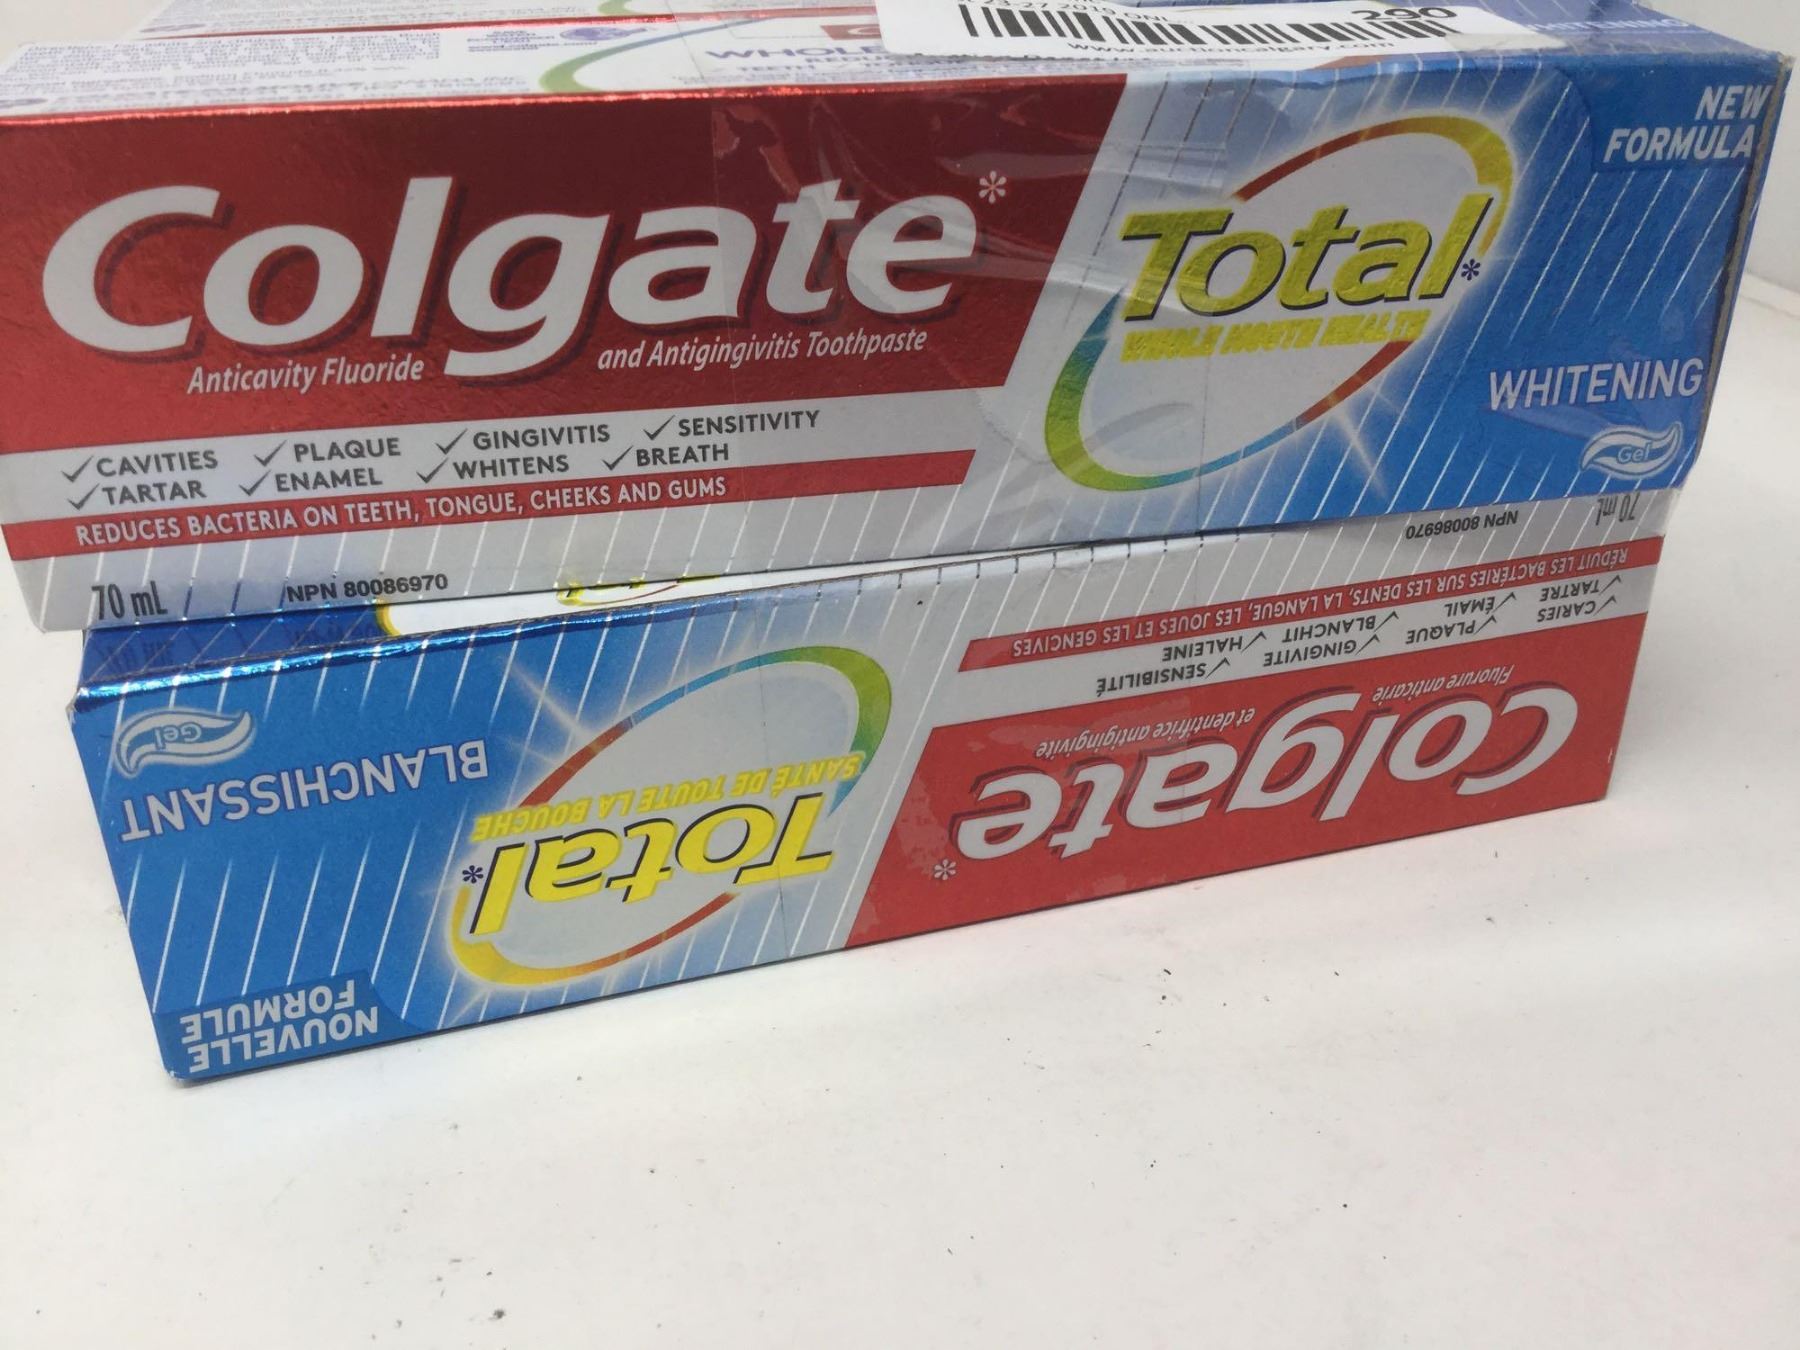 290
www.auctioncalgary.com
WHOLE
NEW
FORMULA
Colgate*
Anticavity Fluoride
and Antigingivitis Toothpaste
Total*
WHOLE MOUTH HEALTH
WHITENING
Gel
✓CAVITIES ✓PLAQUE ✓GINGIVITIS ✓SENSITIVITY
✓TARTAR ✓ENAMEL ✓WHITENS ✓BREATH
REDUCES BACTERIA ON TEETH, TONGUE, CHEEKS AND GUMS
70 mL
NPN 80086970
Colgate*
Fluorure anticarie
et dentifrice antigingivite
✓CARIES ✓PLAQUE ✓GINGIVITE ✓SENSIBILITÉ
✓TARTRE ✓ÉMAIL ✓BLANCHIT ✓HALEINE
RÉDUIT LES BACTÉRIES SUR LES DENTS, LA LANGUE, LES JOUES ET LES GENCIVES
70 mL
NPN 80086970
NOUVELLE
FORMULE
Total*
SANTÉ DE TOUTE LA BOUCHE
BLANCHISSANT
Gel